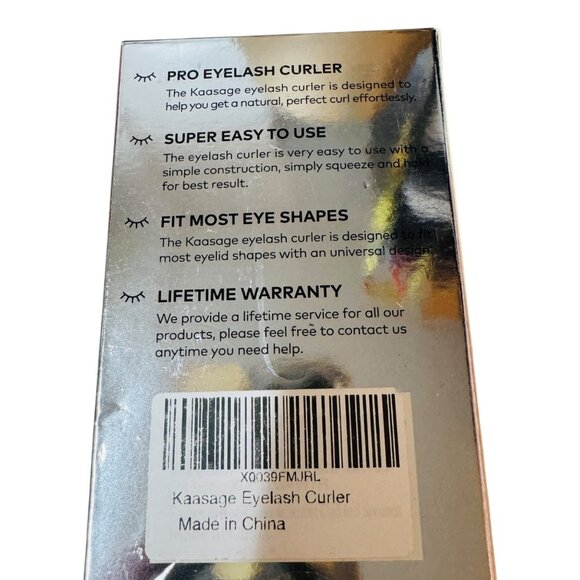 PRO EYELASH CURLER
The Kaasage eyelash curler is designed to
help you get a natural, perfect curl effortlessly.
SUPER EASY TO USE
The eyelash curler is very easy to use with a
simple construction, simply squeeze and hold
for best result.
FIT MOST EYE SHAPES
The Kaasage eyelash curler is designed to fit
most eyelid shapes with an universal design.
LIFETIME WARRANTY
We provide a lifetime service for all our
products, please feel free to contact us
anytime you need help.
X0039FMJRL
Kaasage Eyelash Curler
Made in China